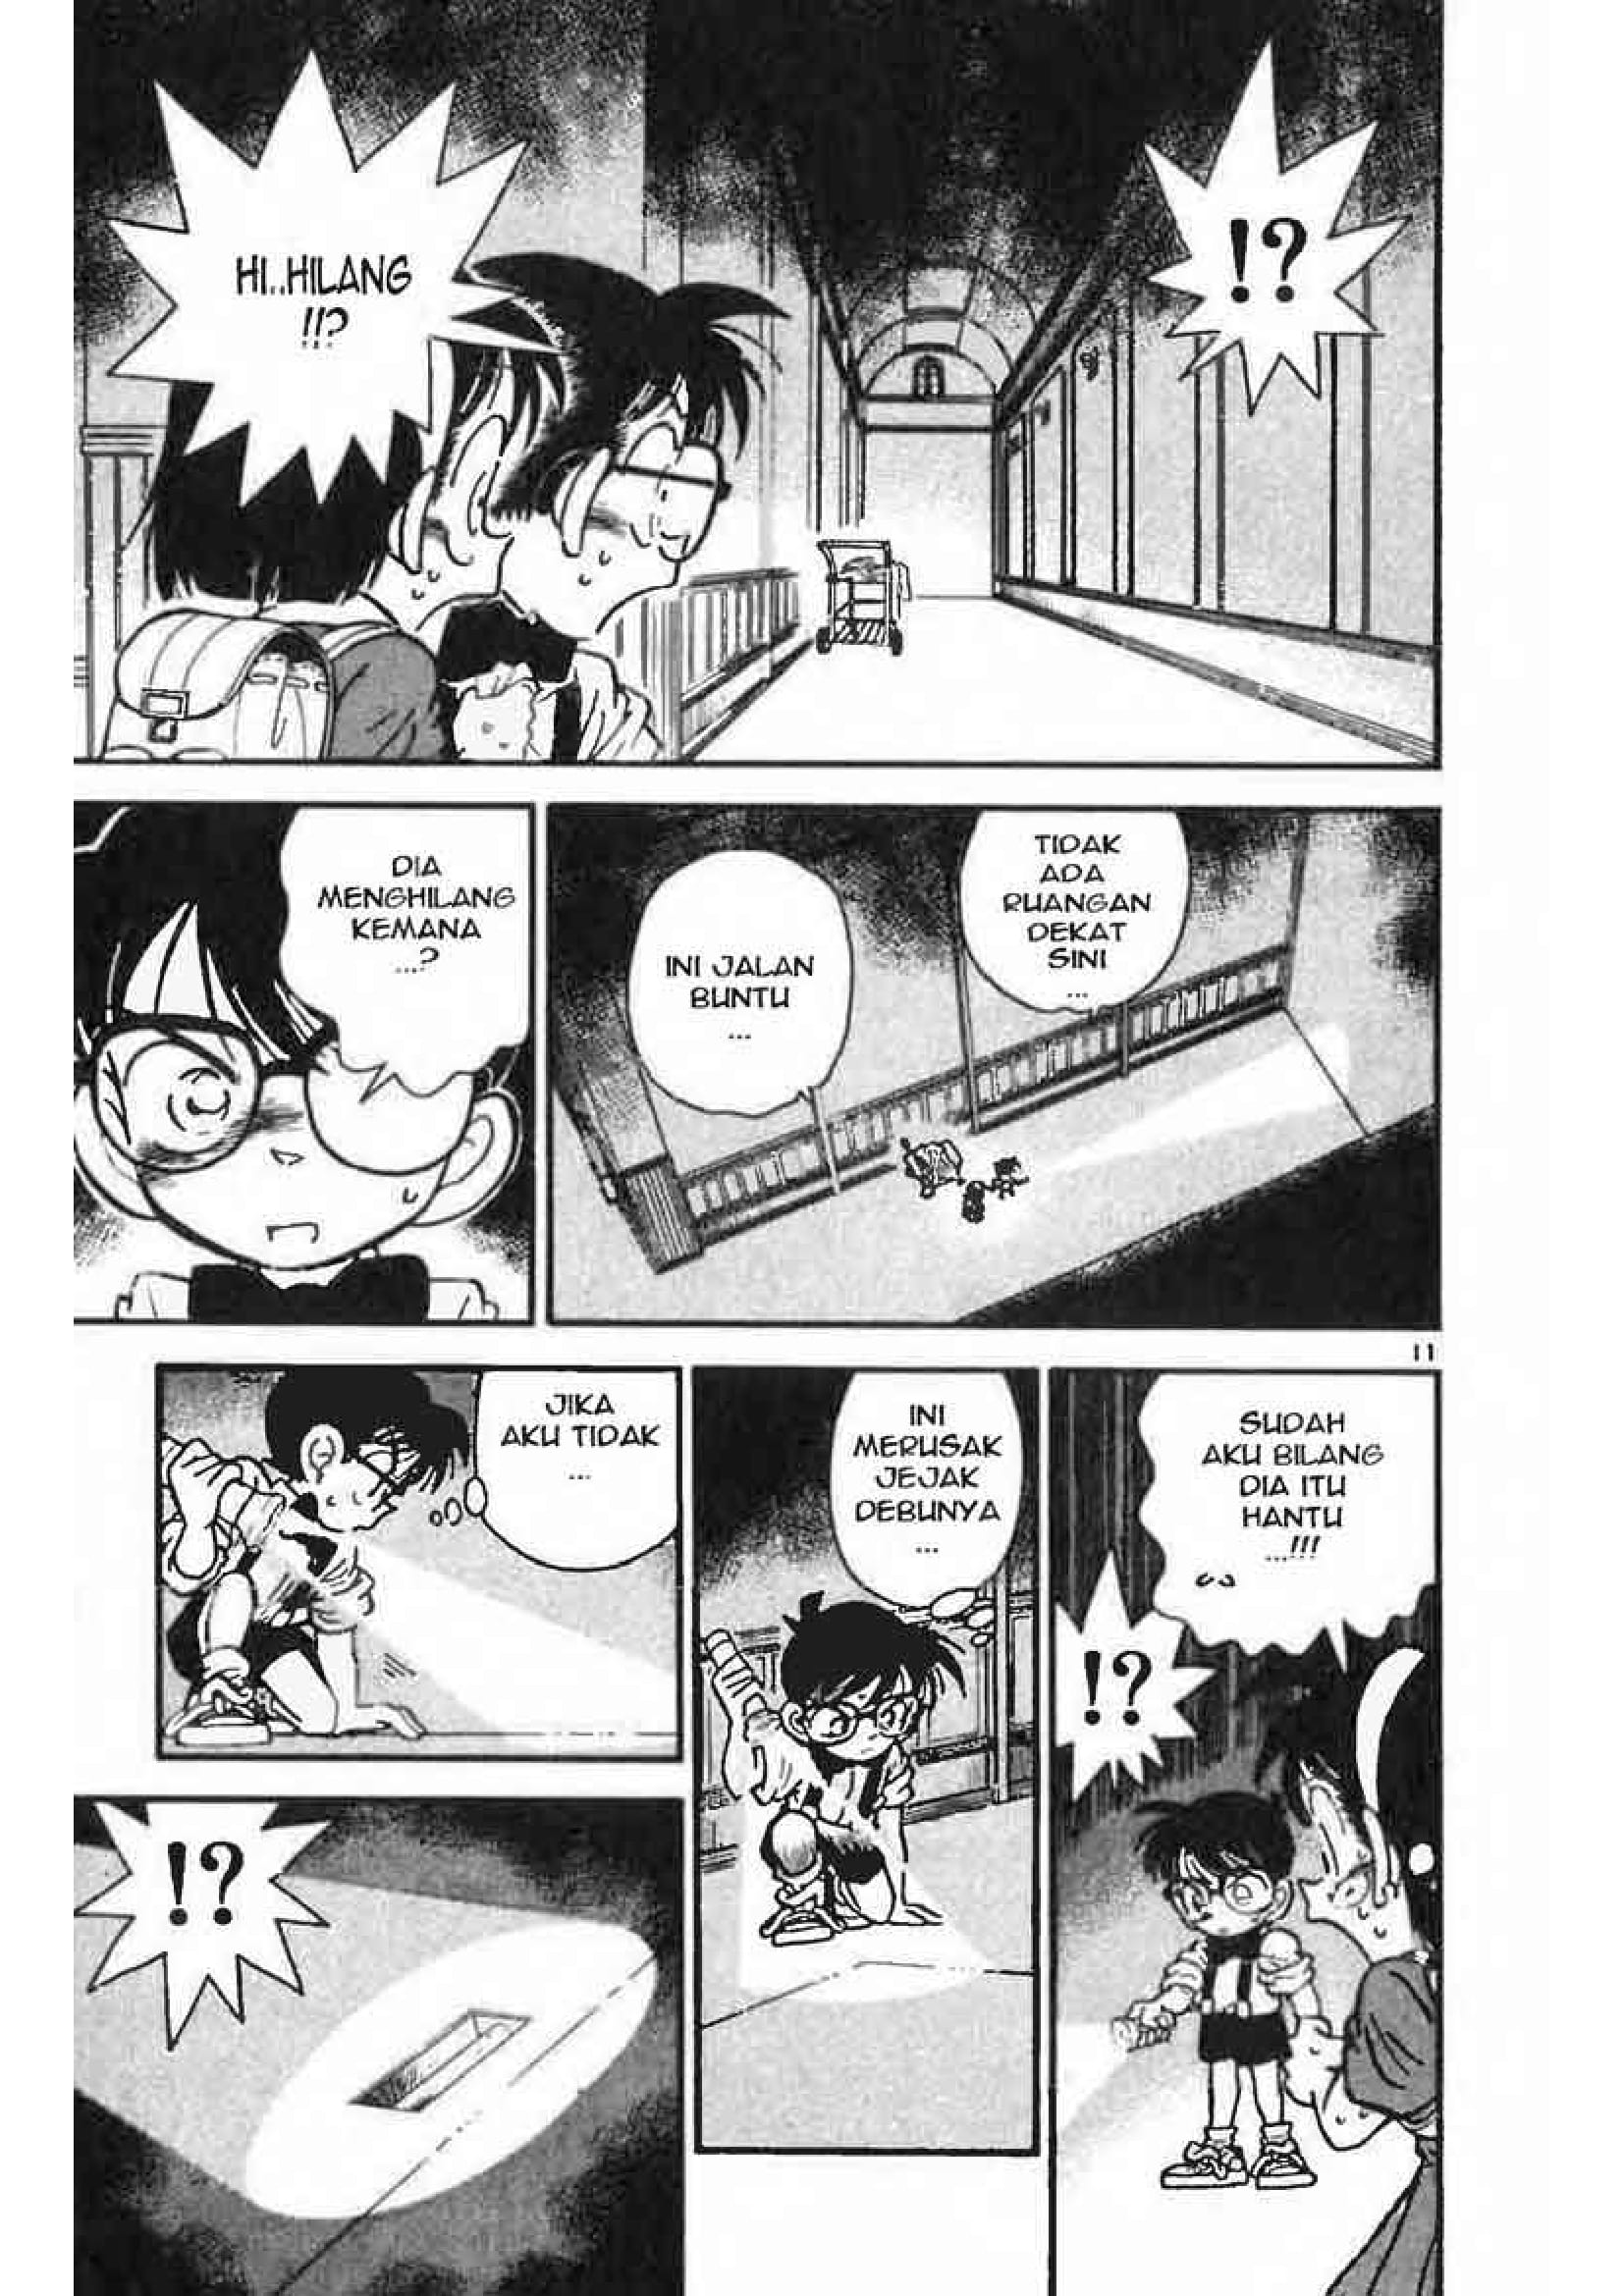 !?
HI..HILANG
!!?
TIDAK
ADA
RUANGAN
DEKAT
SINI
...
INI JALAN
BUNTU
...
DIA
MENGHILANG
KEMANA
...?
11
SUDAH
AKU BILANG
DIA ITU
HANTU
...!!!
!?
INI
MERUSAK
JEJAK
DEBUNYA
...
JIKA
AKU TIDAK
...
!?